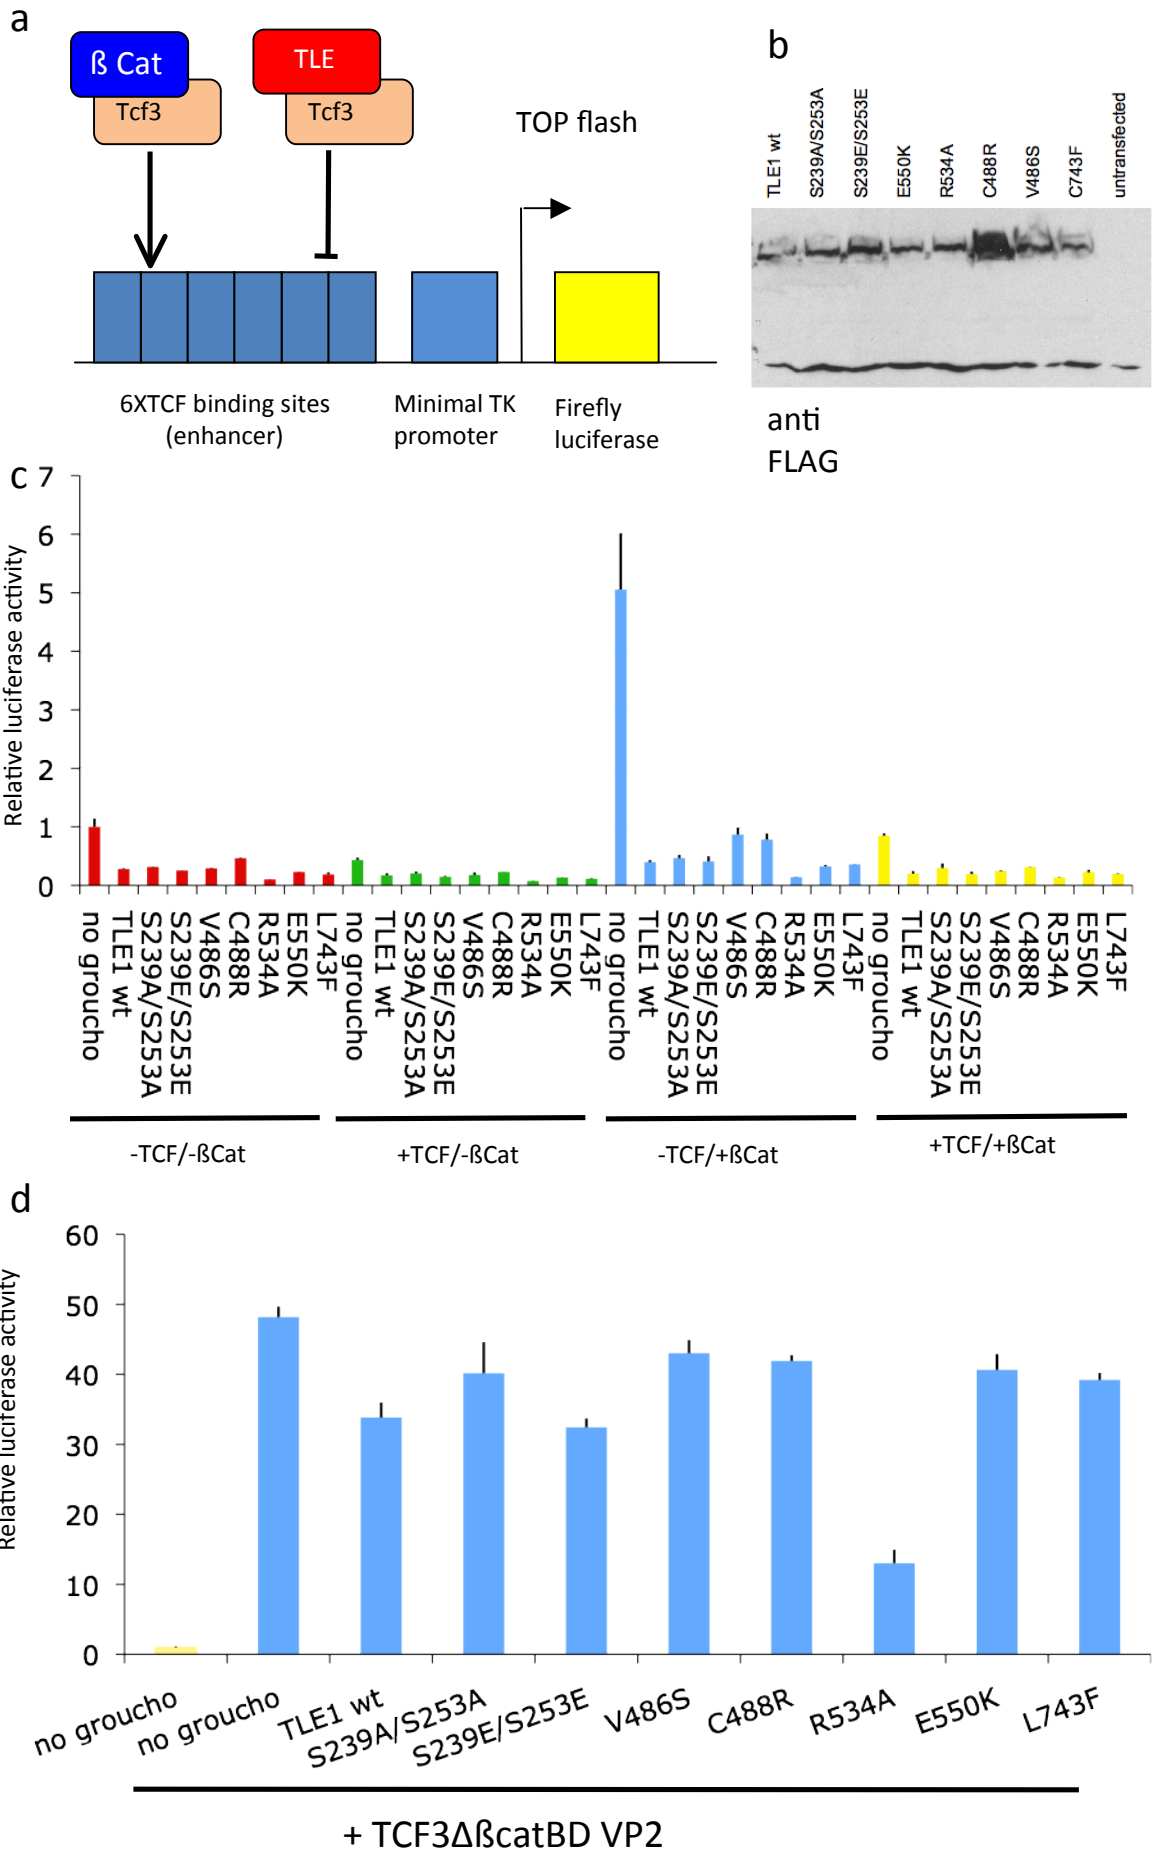 a
ß Cat
Tcf3
TLE
Tcf3
TOP flash
6XTCF binding sites
(enhancer)
Minimal TK
promoter
Firefly
luciferase
b
TLE1 wt
S239A/S253A
S239E/S253E
E550K
R534A
C488R
V486S
C743F
untransfected
anti
FLAG
c
Relative luciferase activity
7
6
5
4
3
2
1
0
no groucho
TLE1 wt
S239A/S253A
S239E/S253E
V486S
C488R
R534A
E550K
L743F
no groucho
TLE1 wt
S239A/S253A
S239E/S253E
V486S
C488R
R534A
E550K
L743F
no groucho
TLE1 wt
S239A/S253A
S239E/S253E
V486S
C488R
R534A
E550K
L743F
no groucho
TLE1 wt
S239A/S253A
S239E/S253E
V486S
C488R
R534A
E550K
L743F
-TCF/-ßCat
+TCF/-ßCat
-TCF/+ßCat
+TCF/+ßCat
d
Relative luciferase activity
60
50
40
30
20
10
0
no groucho
no groucho
TLE1 wt
S239A/S253A
S239E/S253E
V486S
C488R
R534A
E550K
L743F
+ TCF3ΔßcatBD VP2